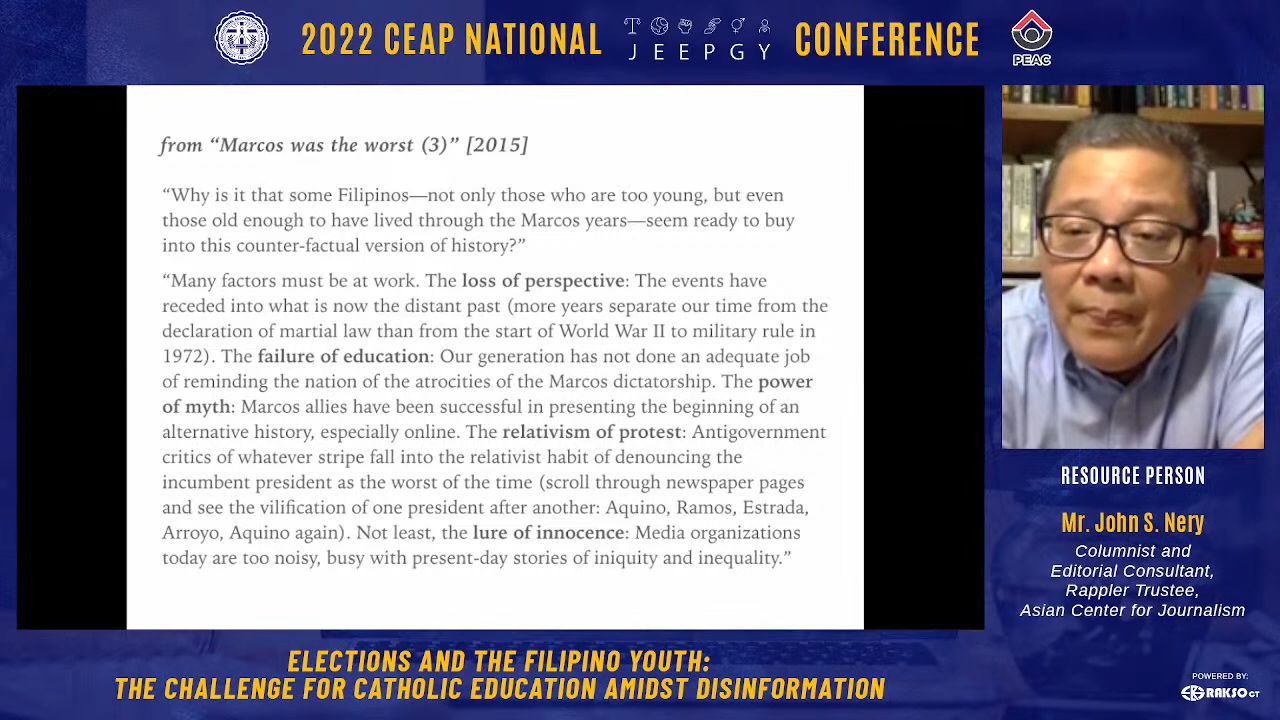 2022 CEAP NATIONAL
JEEPGY
CONFERENCE
PEAC
from “Marcos was the worst (3)” [2015]
“Why is it that some Filipinos—not only those who are too young, but even
those old enough to have lived through the Marcos years—seem ready to buy
into this counter-factual version of history?”
“Many factors must be at work. The loss of perspective: The events have
receded into what is now the distant past (more years separate our time from the
declaration of martial law than from the start of World War II to military rule in
1972). The failure of education: Our generation has not done an adequate job
of reminding the nation of the atrocities of the Marcos dictatorship. The power
of myth: Marcos allies have been successful in presenting the beginning of an
alternative history, especially online. The relativism of protest: Antigovernment
critics of whatever stripe fall into the relativist habit of denouncing the
incumbent president as the worst of the time (scroll through newspaper pages
and see the vilification of one president after another: Aquino, Ramos, Estrada,
Arroyo, Aquino again). Not least, the lure of innocence: Media organizations
today are too noisy, busy with present-day stories of iniquity and inequality.”
RESOURCE PERSON
Mr. John S. Nery
Columnist and
Editorial Consultant,
Rappler Trustee,
Asian Center for Journalism
ELECTIONS AND THE FILIPINO YOUTH:
THE CHALLENGE FOR CATHOLIC EDUCATION AMIDST DISINFORMATION
POWERED BY:
RAKSO CT